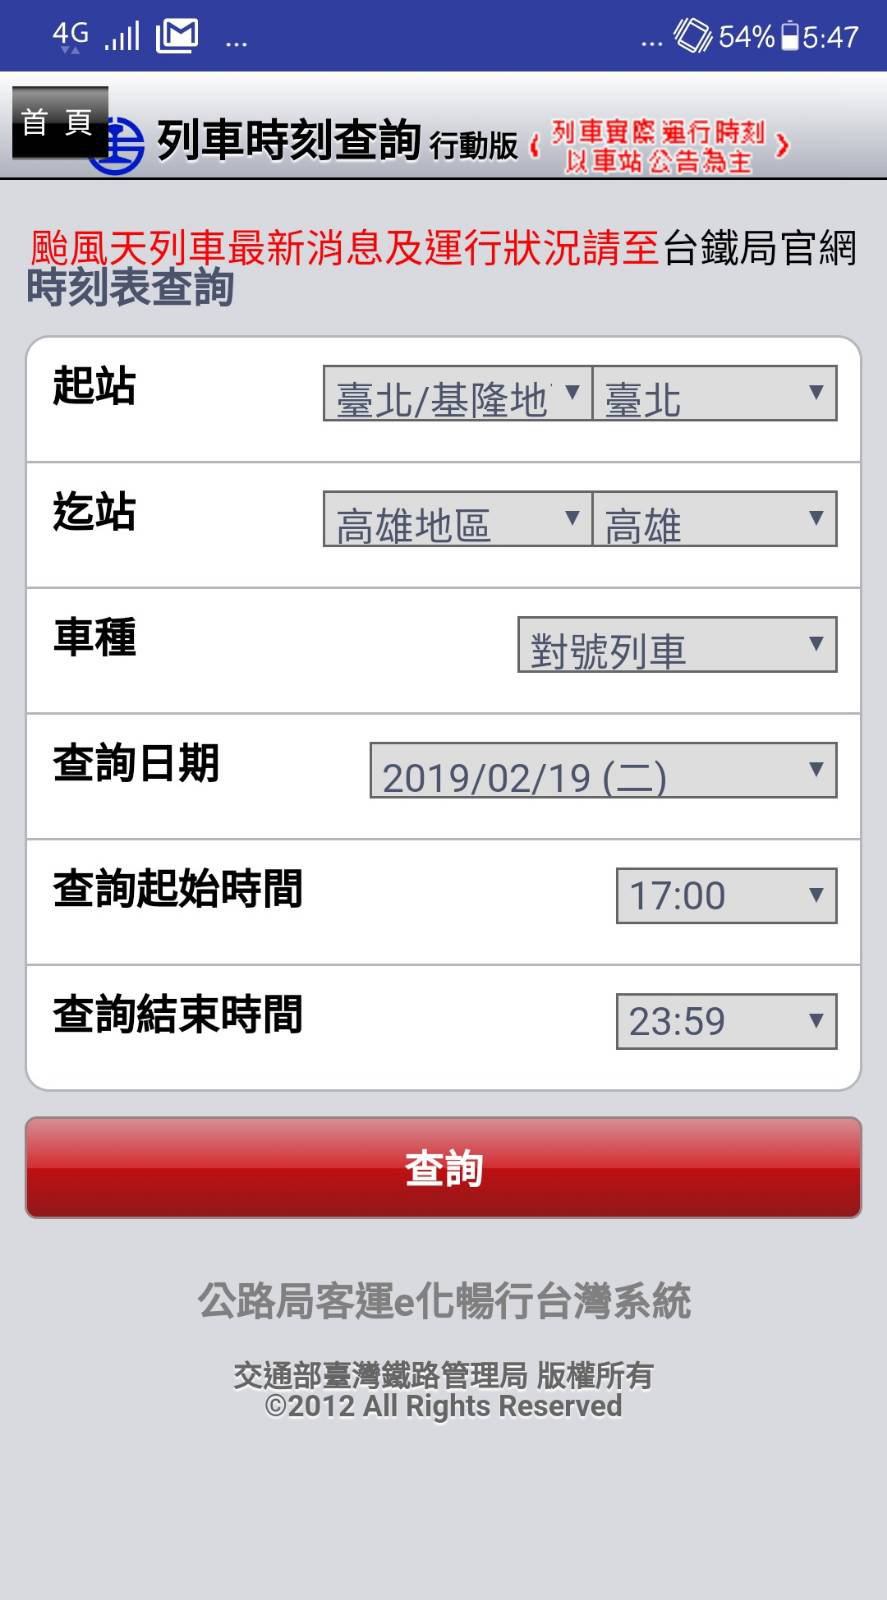 4G ... ... 54% 5:47
首 頁
列車時刻查詢 行動版 《 列車實際運行時刻 》
以車站公告為主
颱風天列車最新消息及運行狀況請至台鐵局官網
時刻表查詢
起站 臺北/基隆地 臺北
迄站 高雄地區 高雄
車種 對號列車
查詢日期 2019/02/19 (二)
查詢起始時間 17:00
查詢結束時間 23:59
查詢
公路局客運e化暢行台灣系統
交通部臺灣鐵路管理局 版權所有
©2012 All Rights Reserved